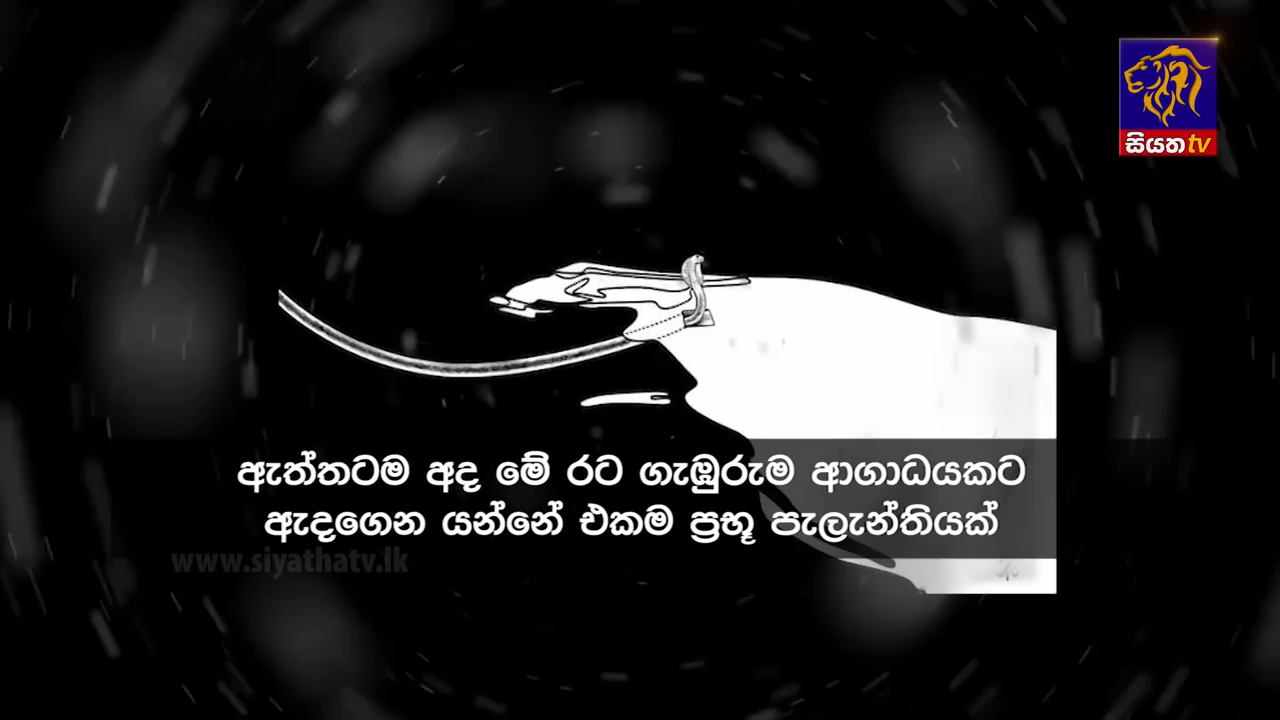 සියත tv
ඇත්තටම අද මේ රට ගැඹුරුම ආගාධයකට
ඇදගෙන යන්නේ එකම ප්‍රභූ පැලැන්තියක්
www.siyathatv.lk